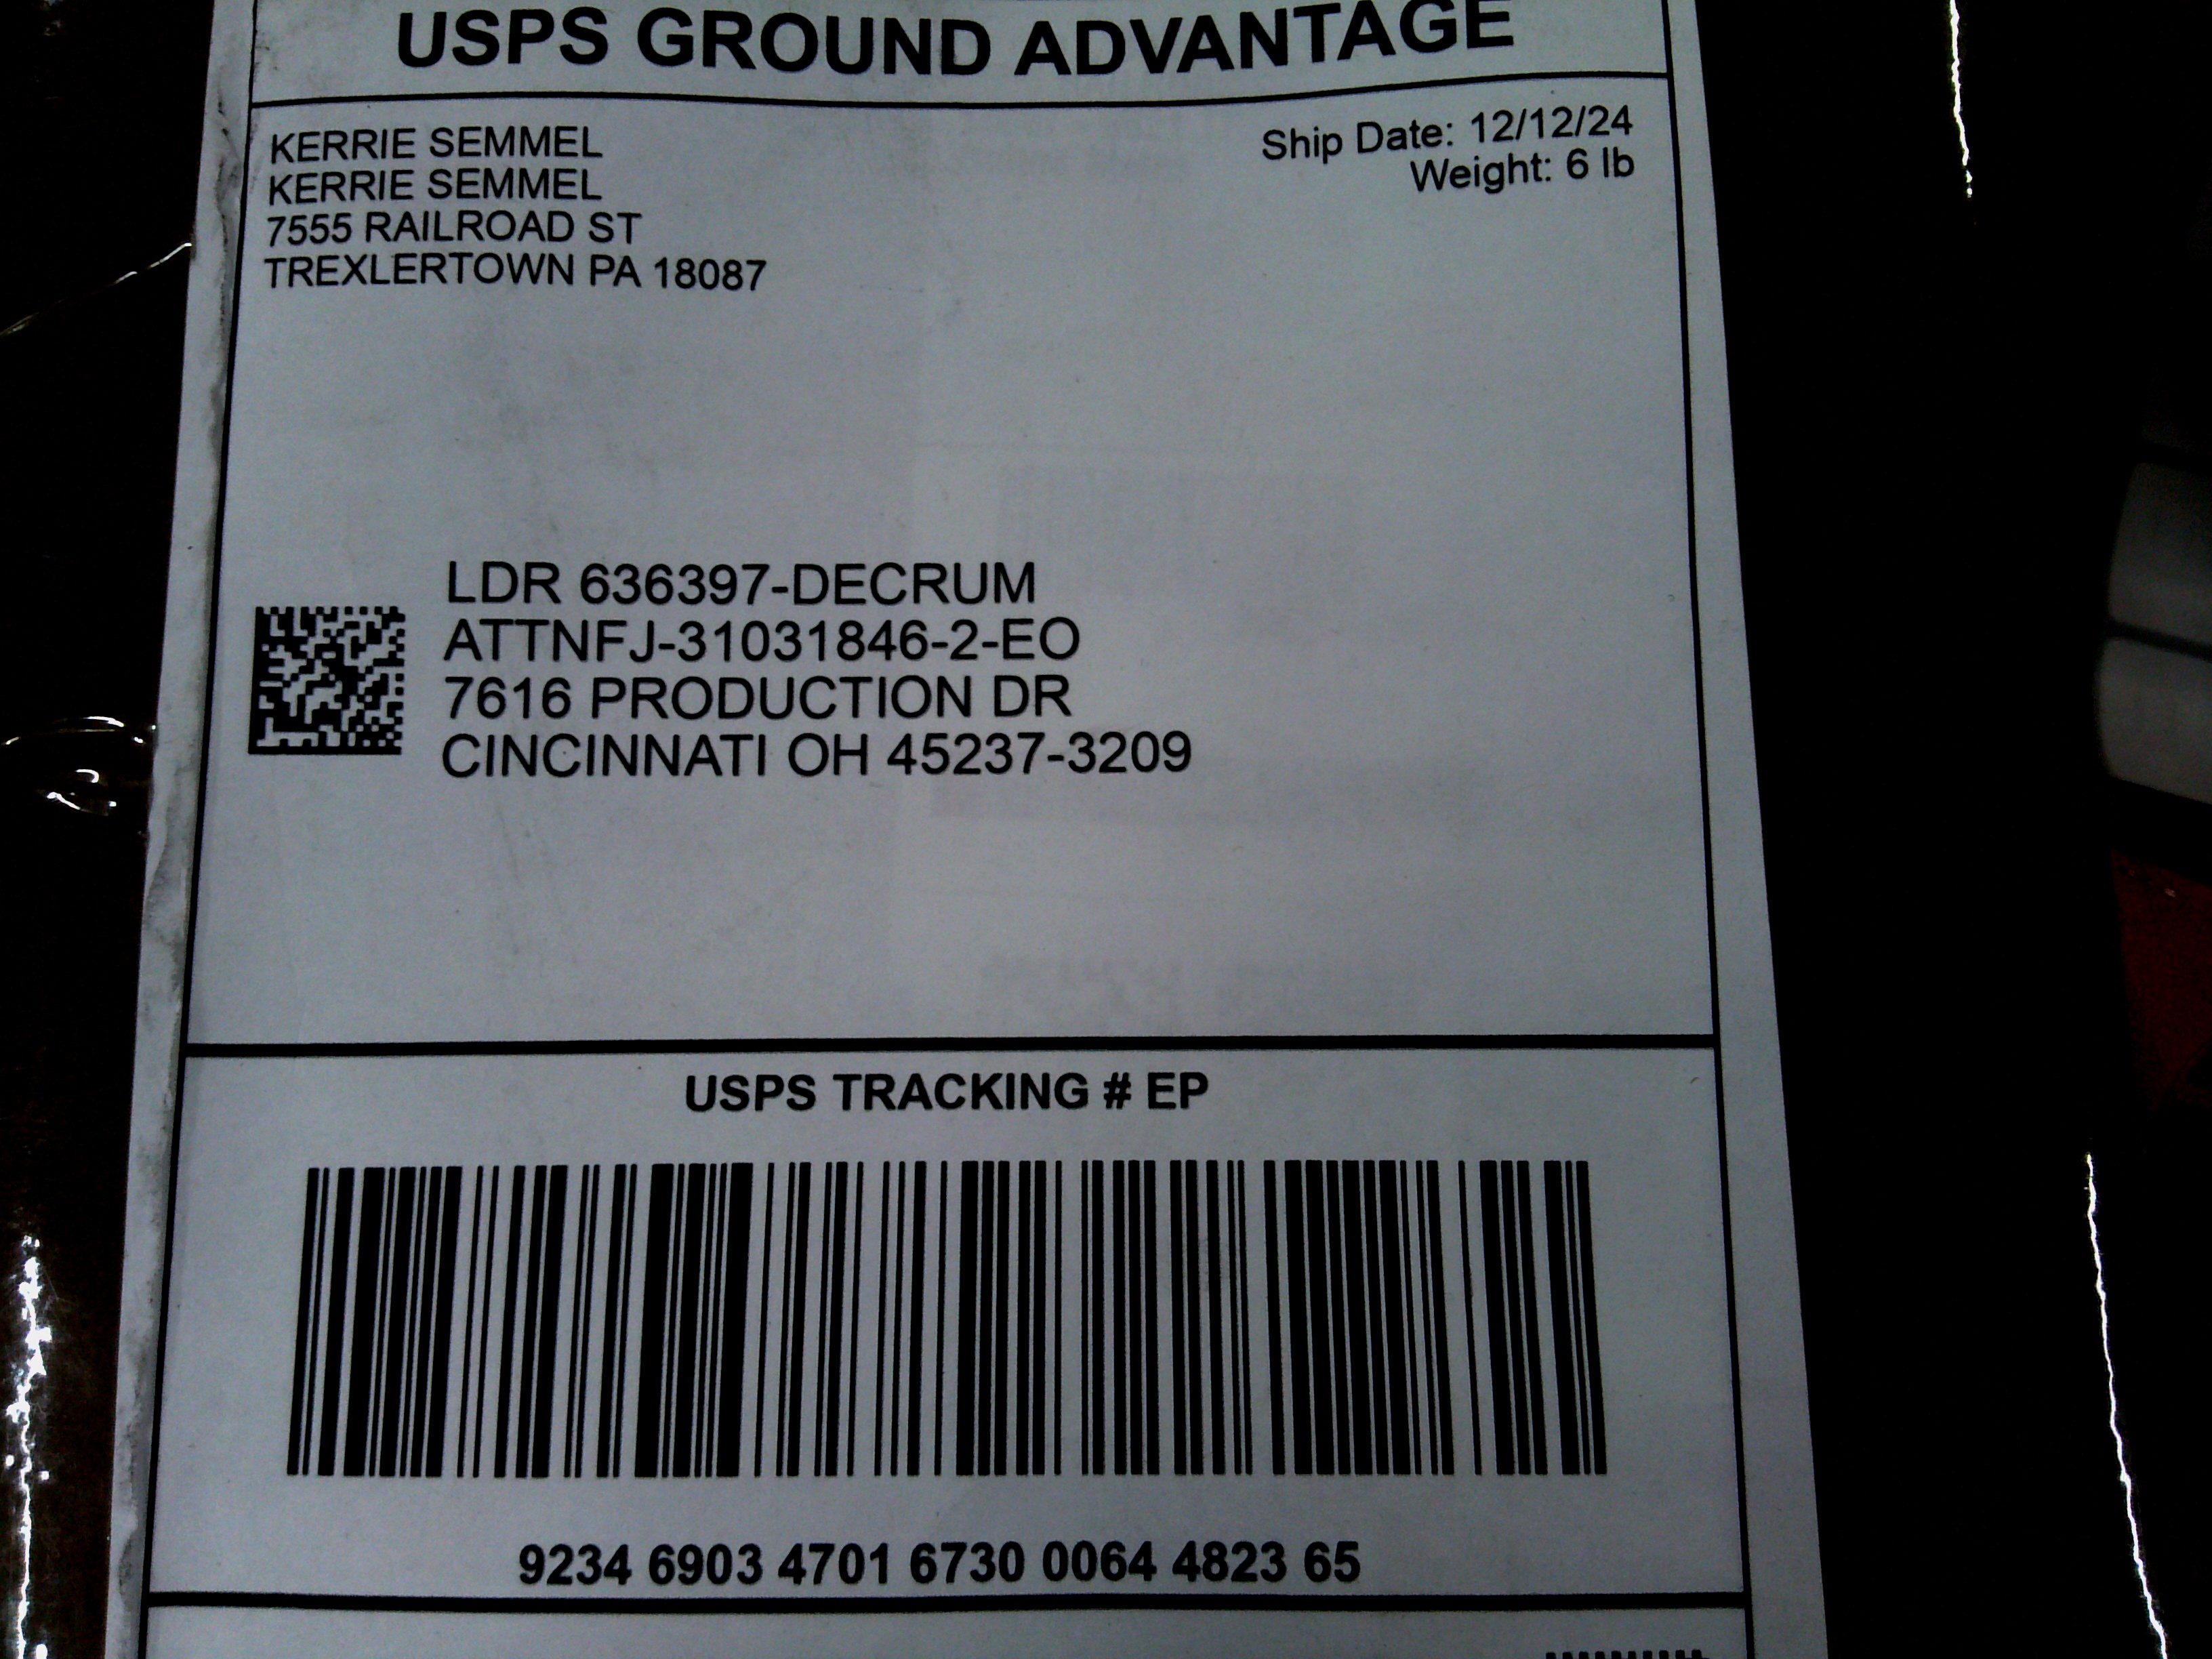 USPS GROUND ADVANTAGE
KERRIE SEMMEL
KERRIE SEMMEL
7555 RAILROAD ST
TREXLERTOWN PA 18087
Ship Date: 12/12/24
Weight: 6 lb
LDR 636397-DECRUM
ATTNFJ-31031846-2-EO
7616 PRODUCTION DR
CINCINNATI OH 45237-3209
USPS TRACKING # EP
9234 6903 4701 6730 0064 4823 65